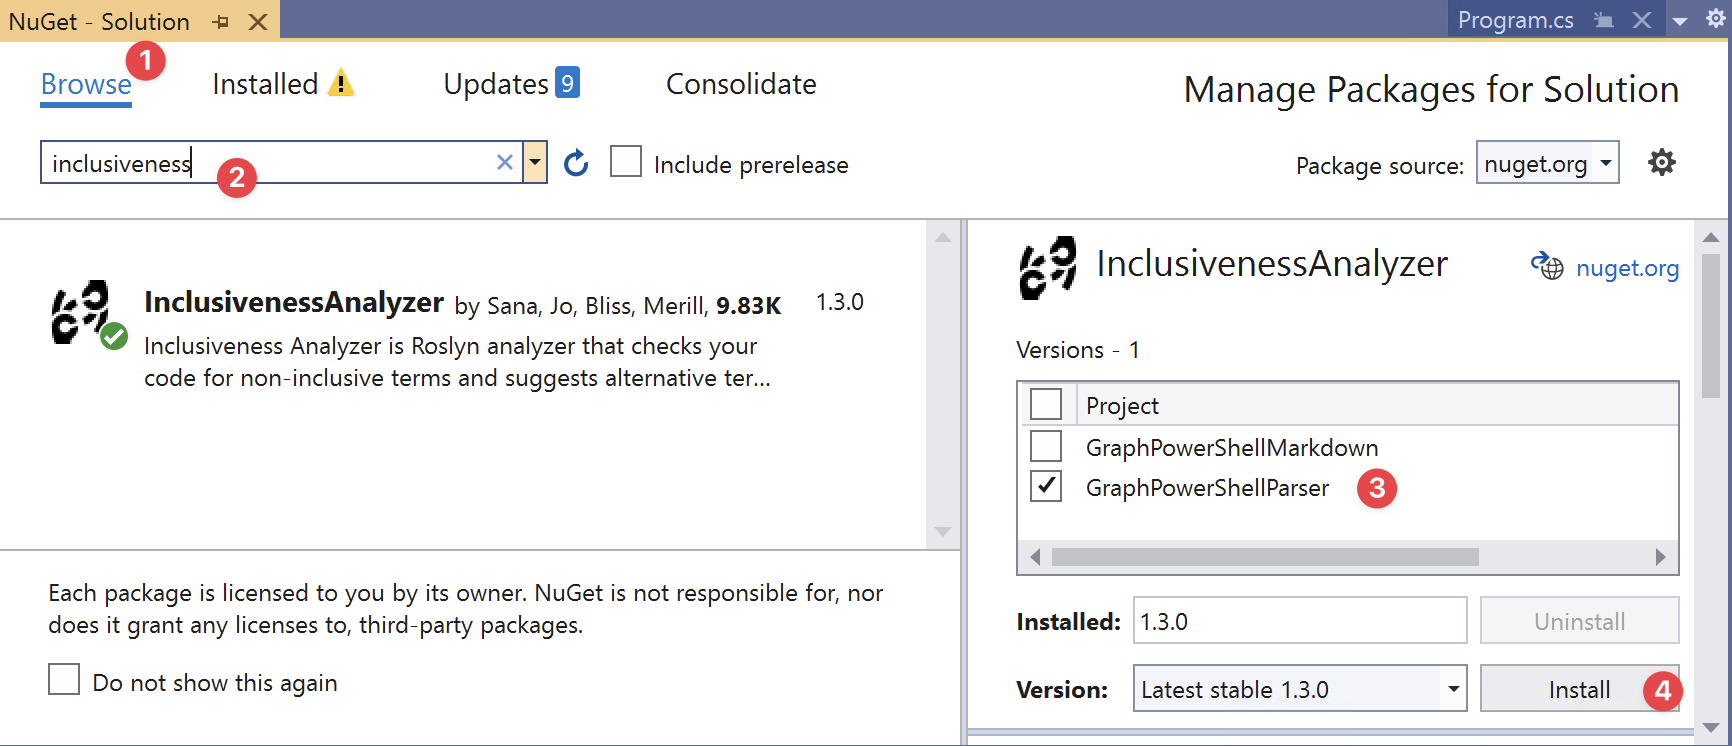 NuGet - Solution
Program.cs
1
Browse
Installed
Updates 9
Consolidate
Manage Packages for Solution
inclusiveness
2
Include prerelease
Package source: nuget.org
InclusivenessAnalyzer by Sana, Jo, Bliss, Merill, 9.83K
1.3.0
Inclusiveness Analyzer is Roslyn analyzer that checks your
code for non-inclusive terms and suggests alternative ter...
Each package is licensed to you by its owner. NuGet is not responsible for, nor
does it grant any licenses to, third-party packages.
Do not show this again
InclusivenessAnalyzer
nuget.org
Versions - 1
Project
GraphPowerShellMarkdown
GraphPowerShellParser 3
Installed: 1.3.0 Uninstall
Version: Latest stable 1.3.0 Install 4